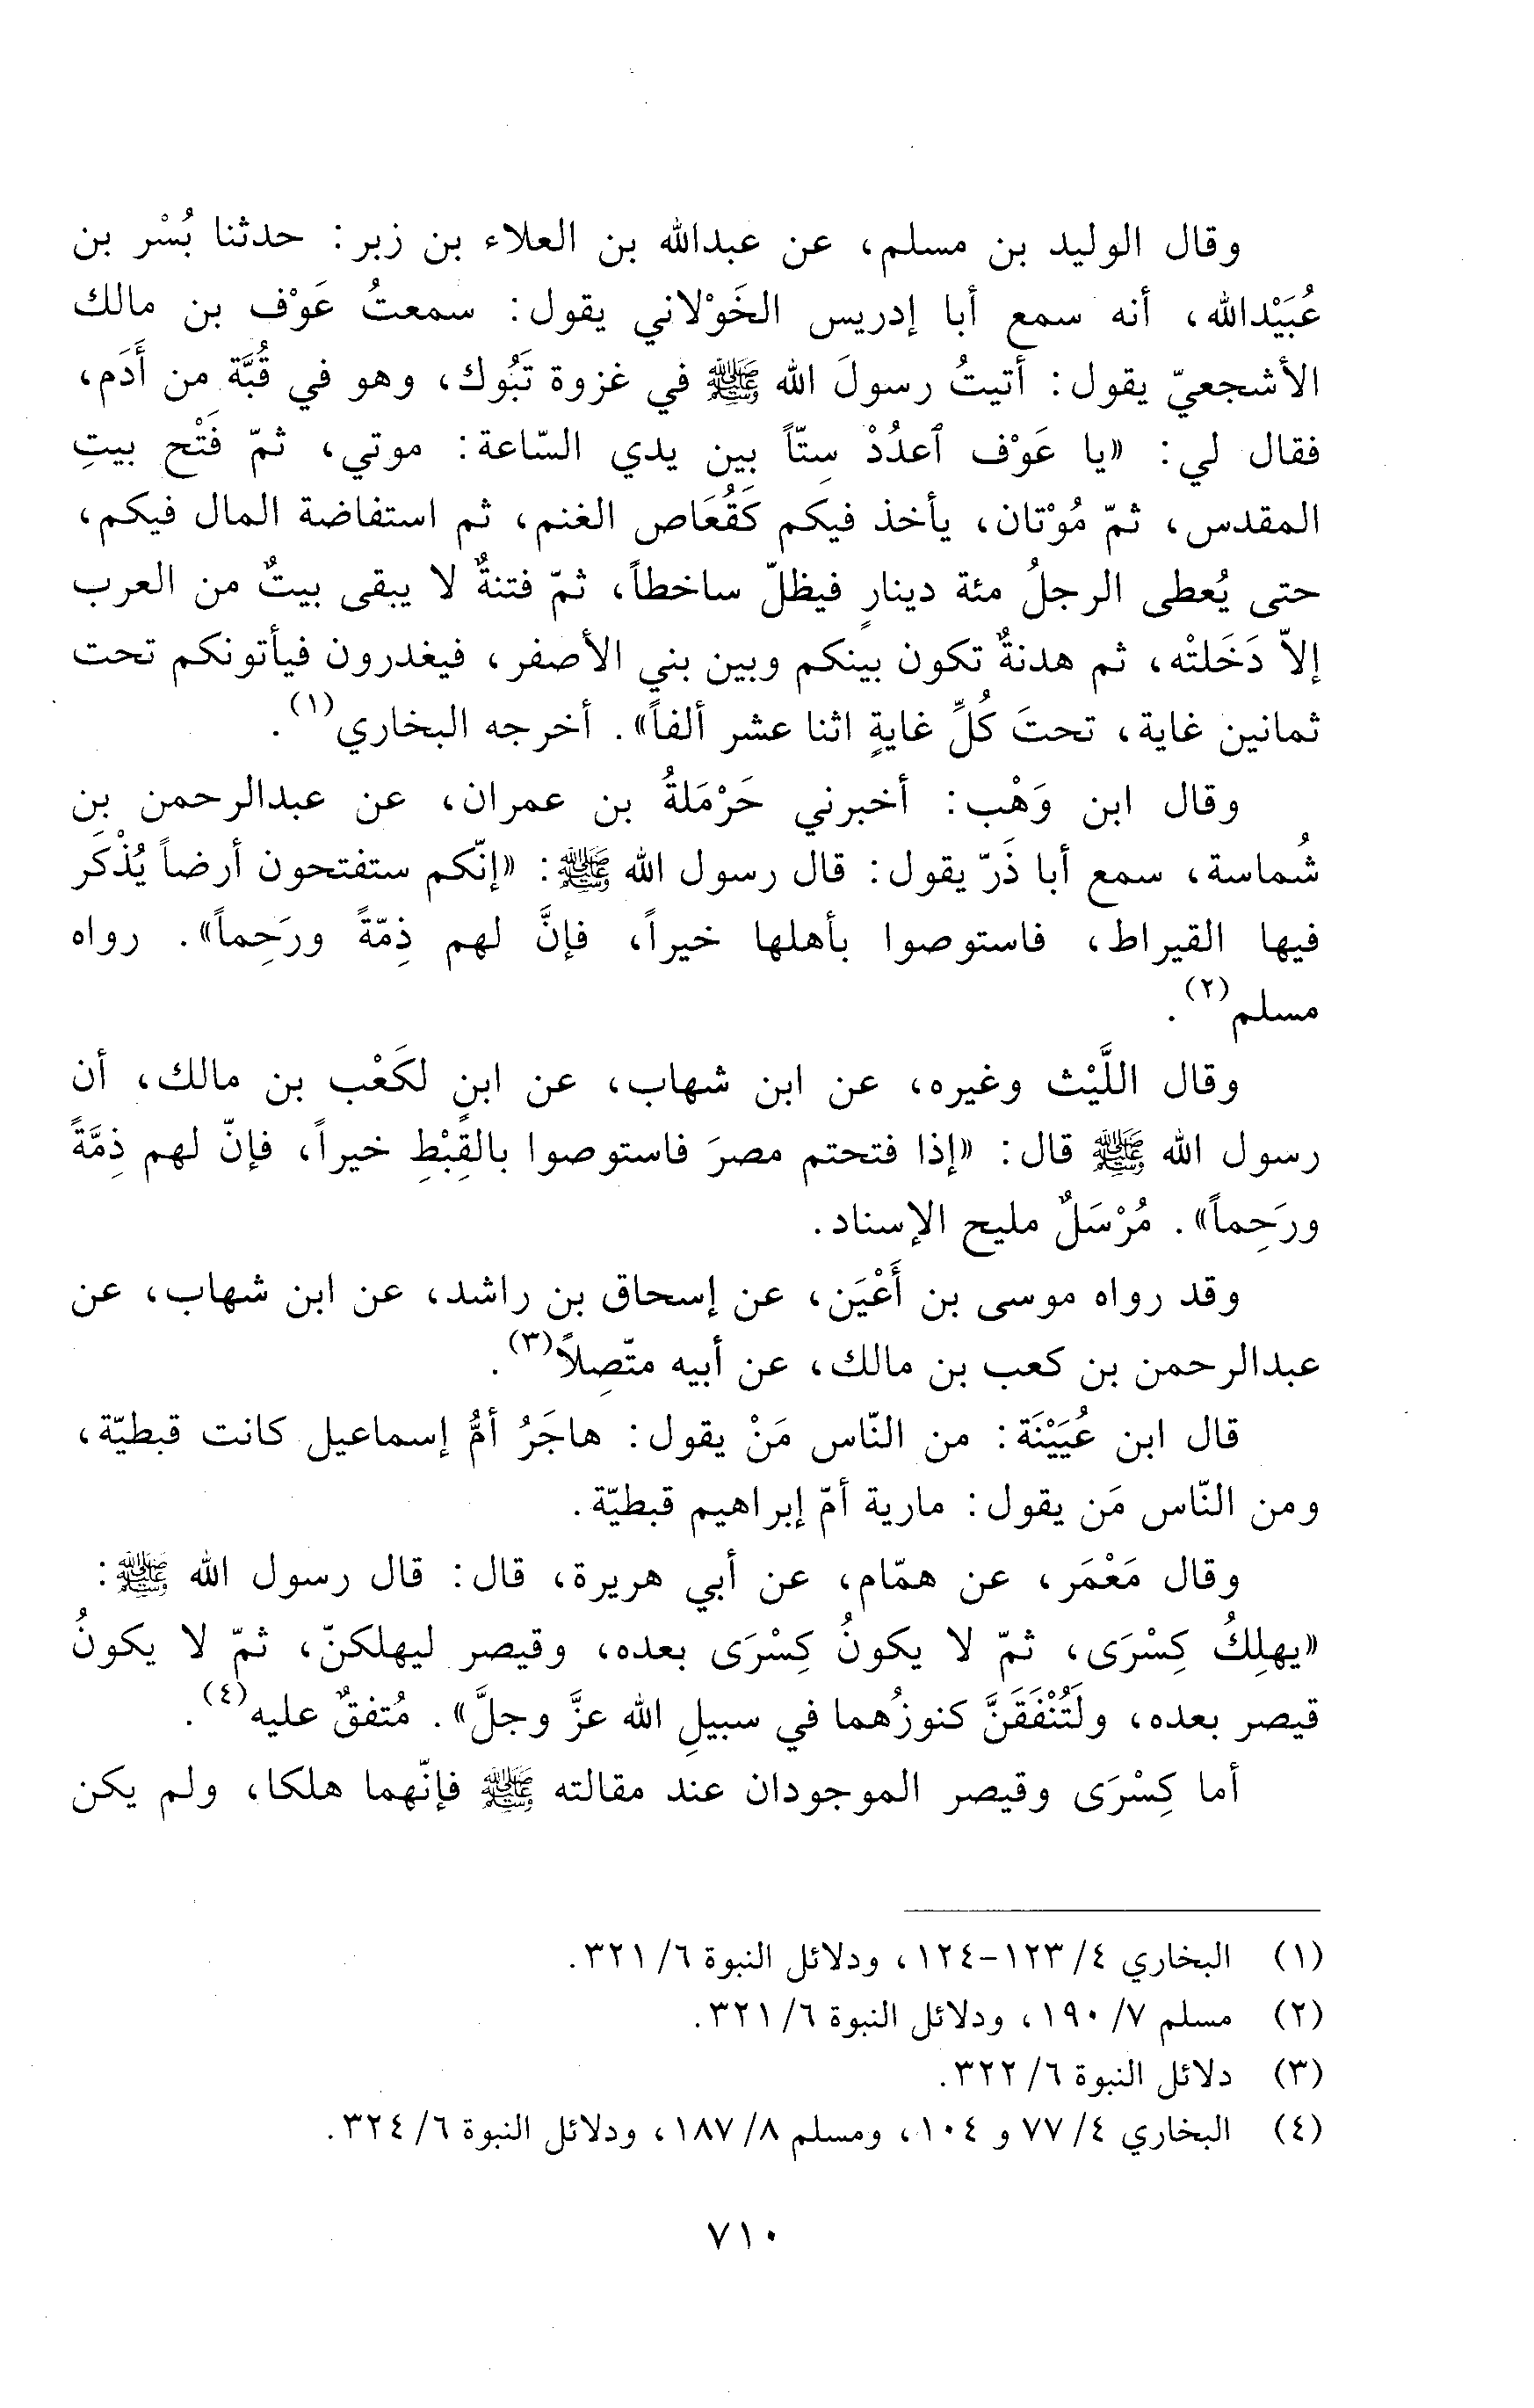 وقال الوليد بن مسلم، عن عبدالله بن العلاء بن زبر: حدثنا بُسْر بن
عُبَيْدالله، أنه سمع أبا إدريس الخَوْلاني يقول: سمعتُ عَوْف بن مالك
الأشجعيّ يقول: أتيتُ رسولَ الله ﷺ في غزوة تَبُوك، وهو في قُبَّة من أَدَم،
فقال لي: «يا عَوْف ٱعدُدْ سِتّاً بين يدي السّاعة: موتي، ثمّ فَتْح بيتِ
المقدس، ثمّ مُوْتان، يأخذ فيكم كَقُعَاص الغنم، ثم استفاضة المال فيكم،
حتى يُعطى الرجلُ مئة دينارٍ فيظلّ ساخطاً، ثمّ فتنةٌ لا يبقى بيتٌ من العرب
إلاّ دَخَلتْه، ثم هدنةٌ تكون بينكم وبين بني الأصفر، فيغدرون فيأتونكم تحت
ثمانين غاية، تحتَ كُلِّ غايةٍ اثنا عشر ألفاً». أخرجه البخاري(١).
وقال ابن وَهْب: أخبرني حَرْمَلةُ بن عمران، عن عبدالرحمن بن
شُماسة، سمع أبا ذَرّ يقول: قال رسول الله ﷺ: «إنّكم ستفتحون أرضاً يُذْكَر
فيها القيراط، فاستوصوا بأهلها خيراً، فإنَّ لهم ذِمّةً ورَحِماً». رواه
مسلم(٢).
وقال اللَّيْث وغيره، عن ابن شهاب، عن ابنٍ لكَعْب بن مالك، أن
رسول الله ﷺ قال: «إذا فتحتم مصرَ فاستوصوا بالقِبْطِ خيراً، فإنّ لهم ذِمَّةً
ورَحِماً». مُرْسَلٌ مليح الإسناد.
وقد رواه موسى بن أَعْيَن، عن إسحاق بن راشد، عن ابن شهاب، عن
عبدالرحمن بن كعب بن مالك، عن أبيه متّصِلاً(٣).
قال ابن عُيَيْنَة: من النّاس مَنْ يقول: هاجَرُ أمُّ إسماعيل كانت قبطيّة،
ومن النّاس مَن يقول: مارية أمّ إبراهيم قبطيّة.
وقال مَعْمَر، عن همّام، عن أبي هريرة، قال: قال رسول الله ﷺ:
«يهلِكُ كِسْرَى، ثمّ لا يكونُ كِسْرَى بعده، وقيصر ليهلكنّ، ثمّ لا يكونُ
قيصر بعده، ولَتُنْفَقَنَّ كنوزُهما في سبيلِ الله عزَّ وجلَّ». مُتفقٌ عليه(٤).
أما كِسْرَى وقيصر الموجودان عند مقالته ﷺ فإنّهما هلكا، ولم يكن
(١) البخاري ٤/ ١٢٣-١٢٤، ودلائل النبوة ٦/ ٣٢١.
(٢) مسلم ٧/ ١٩٠، ودلائل النبوة ٦/ ٣٢١.
(٣) دلائل النبوة ٦/ ٣٢٢.
(٤) البخاري ٤/ ٧٧ و ١٠٤، ومسلم ٨/ ١٨٧، ودلائل النبوة ٦/ ٣٢٤.
٧١٠